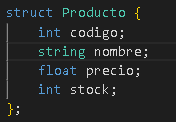 struct Producto {
    int codigo;
    string nombre;
    float precio;
    int stock;
};